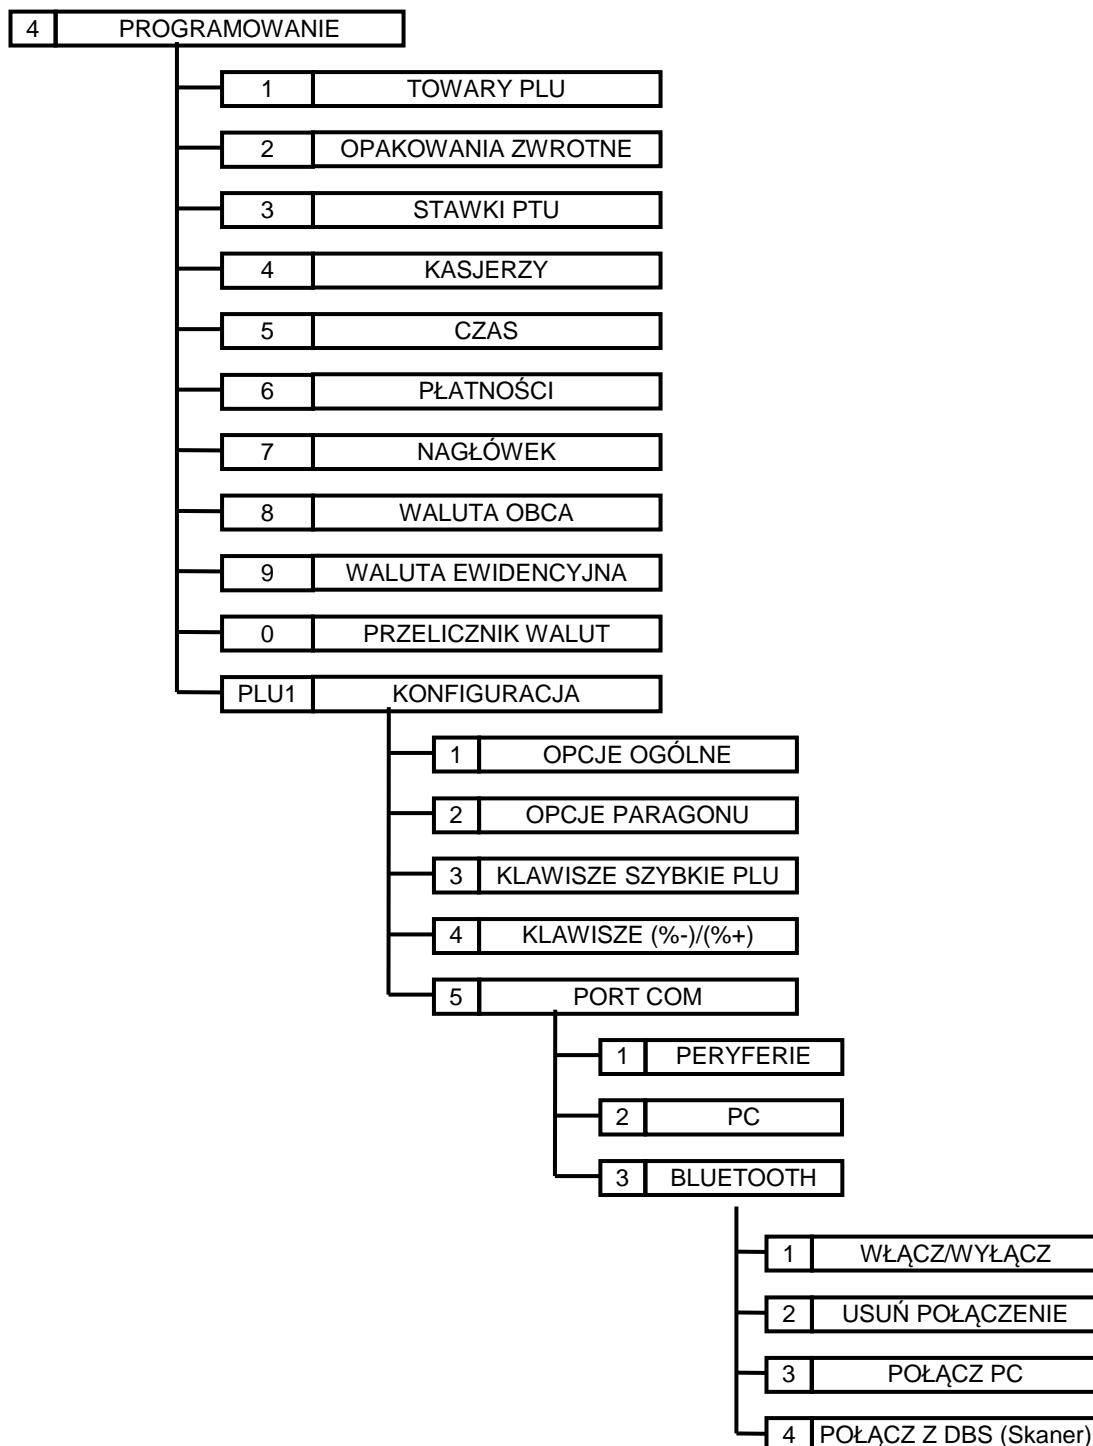 4 PROGRAMOWANIE
1 TOWARY PLU
2 OPAKOWANIA ZWROTNE
3 STAWKI PTU
4 KASJERZY
5 CZAS
6 PŁATNOŚCI
7 NAGŁÓWEK
8 WALUTA OBCA
9 WALUTA EWIDENCYJNA
0 PRZELICZNIK WALUT
PLU1 KONFIGURACJA
1 OPCJE OGÓLNE
2 OPCJE PARAGONU
3 KLAWISZE SZYBKIE PLU
4 KLAWISZE (%-)/(%+)
5 PORT COM
1 PERYFERIE
2 PC
3 BLUETOOTH
1 WŁĄCZ/WYŁĄCZ
2 USUŃ POŁĄCZENIE
3 POŁĄCZ PC
4 POŁĄCZ Z DBS (Skaner)